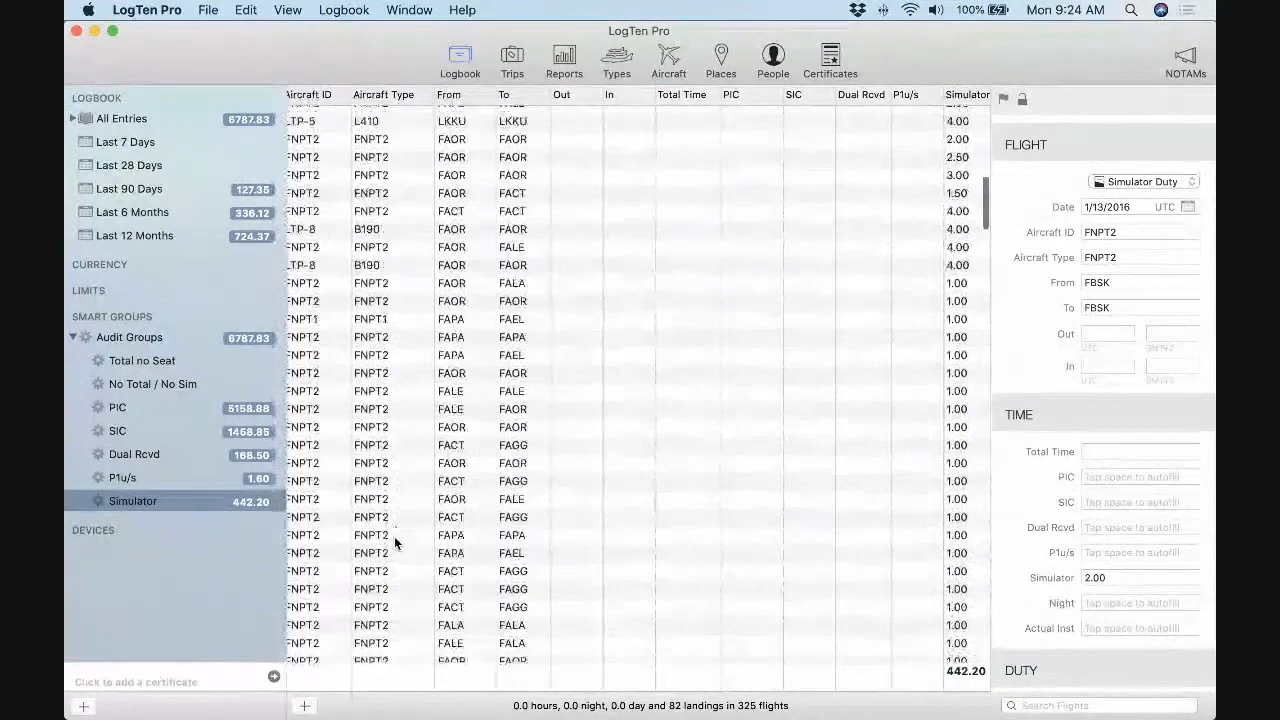 LogTen Pro File Edit View Logbook Window Help 100% Mon 9:24 AM
LogTen Pro
Logbook Trips Reports Types Aircraft Places People Certificates NOTAMs
LOGBOOK
All Entries 6787.83
Last 7 Days
Last 28 Days
Last 90 Days 127.35
Last 6 Months 336.12
Last 12 Months 724.37
CURRENCY
LIMITS
SMART GROUPS
Audit Groups 6787.83
Total no Seat
No Total / No Sim
PIC 5158.88
SIC 1458.85
Dual Rcvd 168.50
P1u/s 1.60
Simulator 442.20
DEVICES
Click to add a certificate
Aircraft ID Aircraft Type From To Out In Total Time PIC SIC Dual Rcvd P1u/s Simulator
LTP-5 L410 LKKU LKKU 4.00
FNPT2 FNPT2 FAOR FAOR 2.00
FNPT2 FNPT2 FAOR FAOR 2.50
FNPT2 FNPT2 FAOR FAOR 3.00
FNPT2 FNPT2 FAOR FACT 1.50
FNPT2 FNPT2 FACT FACT 4.00
LTP-8 B190 FAOR FAOR 4.00
FNPT2 FNPT2 FAOR FALE 4.00
LTP-8 B190 FAOR FAOR 4.00
FNPT2 FNPT2 FAOR FALA 1.00
FNPT2 FNPT2 FAOR FAOR 1.00
FNPT1 FNPT1 FAPA FAEL 1.00
FNPT2 FNPT2 FAPA FAPA 1.00
FNPT2 FNPT2 FAPA FAEL 1.00
FNPT2 FNPT2 FAOR FAOR 1.00
FNPT2 FNPT2 FALE FALE 1.00
FNPT2 FNPT2 FALE FAOR 1.00
FNPT2 FNPT2 FAOR FAOR 1.00
FNPT2 FNPT2 FACT FAGG 1.00
FNPT2 FNPT2 FAOR FAOR 1.00
FNPT2 FNPT2 FACT FAGG 1.00
FNPT2 FNPT2 FAOR FALE 1.00
FNPT2 FNPT2 FACT FAGG 1.00
FNPT2 FNPT2 FAPA FAPA 1.00
FNPT2 FNPT2 FAPA FAEL 1.00
FNPT2 FNPT2 FACT FAGG 1.00
FNPT2 FNPT2 FACT FAGG 1.00
FNPT2 FNPT2 FACT FAGG 1.00
FNPT2 FNPT2 FALA FALA 1.00
FNPT2 FNPT2 FALE FALA 1.00
FNPT2 FNPT2 FAOR FAOR 1.00
442.20
0.0 hours, 0.0 night, 0.0 day and 82 landings in 325 flights
FLIGHT
Simulator Duty
Date 1/13/2016 UTC
Aircraft ID FNPT2
Aircraft Type FNPT2
From FBSK
To FBSK
Out
UTC GMT+2
In
UTC GMT+2
TIME
Total Time
PIC Tap space to autofill
SIC Tap space to autofill
Dual Rcvd Tap space to autofill
P1u/s Tap space to autofill
Simulator 2.00
Night Tap space to autofill
Actual Inst Tap space to autofill
DUTY
Search Flights